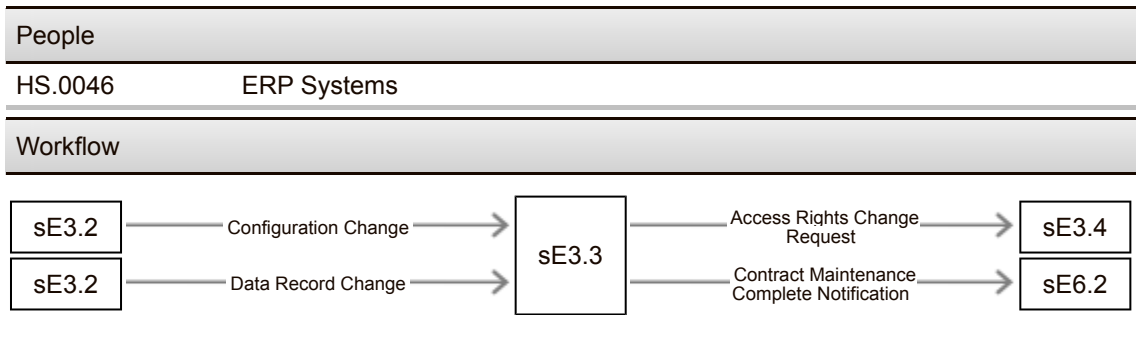 People
HS.0046 ERP Systems
Workflow
sE3.2 Configuration Change sE3.3 Access Rights Change Request sE3.4
sE3.2 Data Record Change Contract Maintenance Complete Notification sE6.2